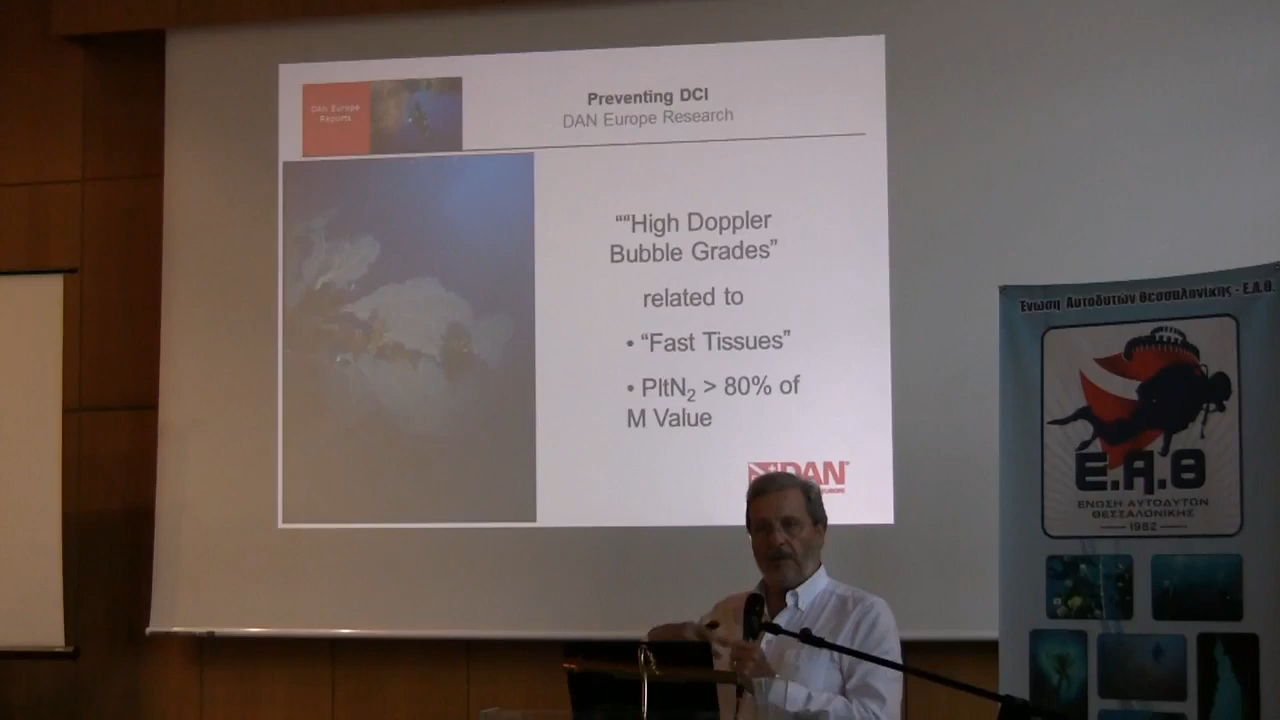 DAN Europe
Reports
Preventing DCI
DAN Europe Research
““High Doppler
Bubble Grades”
related to
• “Fast Tissues”
• PltN₂ > 80% of
M Value
DAN
EUROPE
Ένωση Αυτοδυτών Θεσσαλονίκης - Ε.Α.Θ.
Ε.Α.Θ
ΕΝΩΣΗ ΑΥΤΟΔΥΤΩΝ
ΘΕΣΣΑΛΟΝΙΚΗΣ
1982